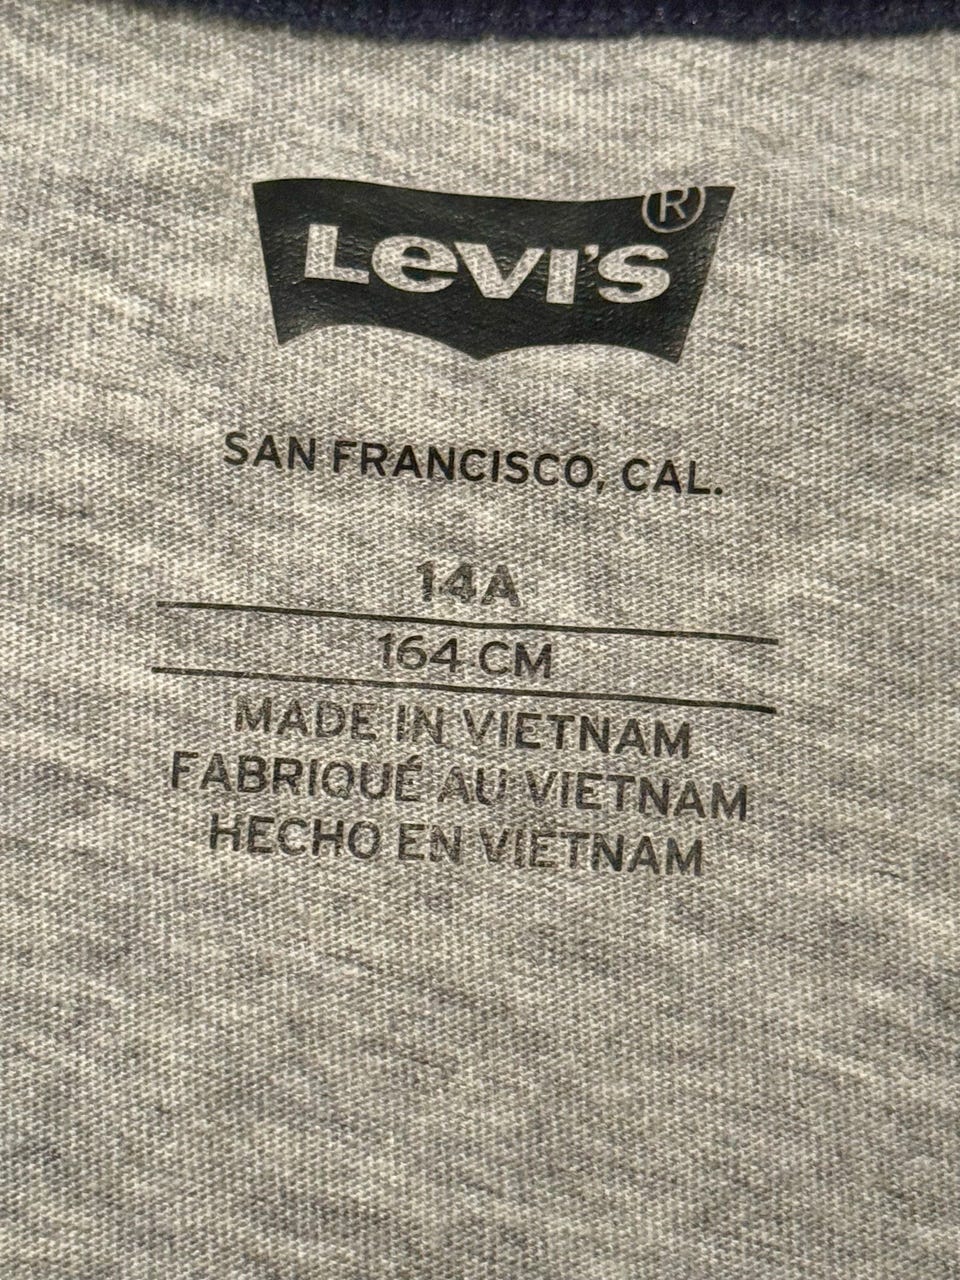 Levi's®
SAN FRANCISCO, CAL.
14A
164 CM
MADE IN VIETNAM
FABRIQUÉ AU VIETNAM
HECHO EN VIETNAM